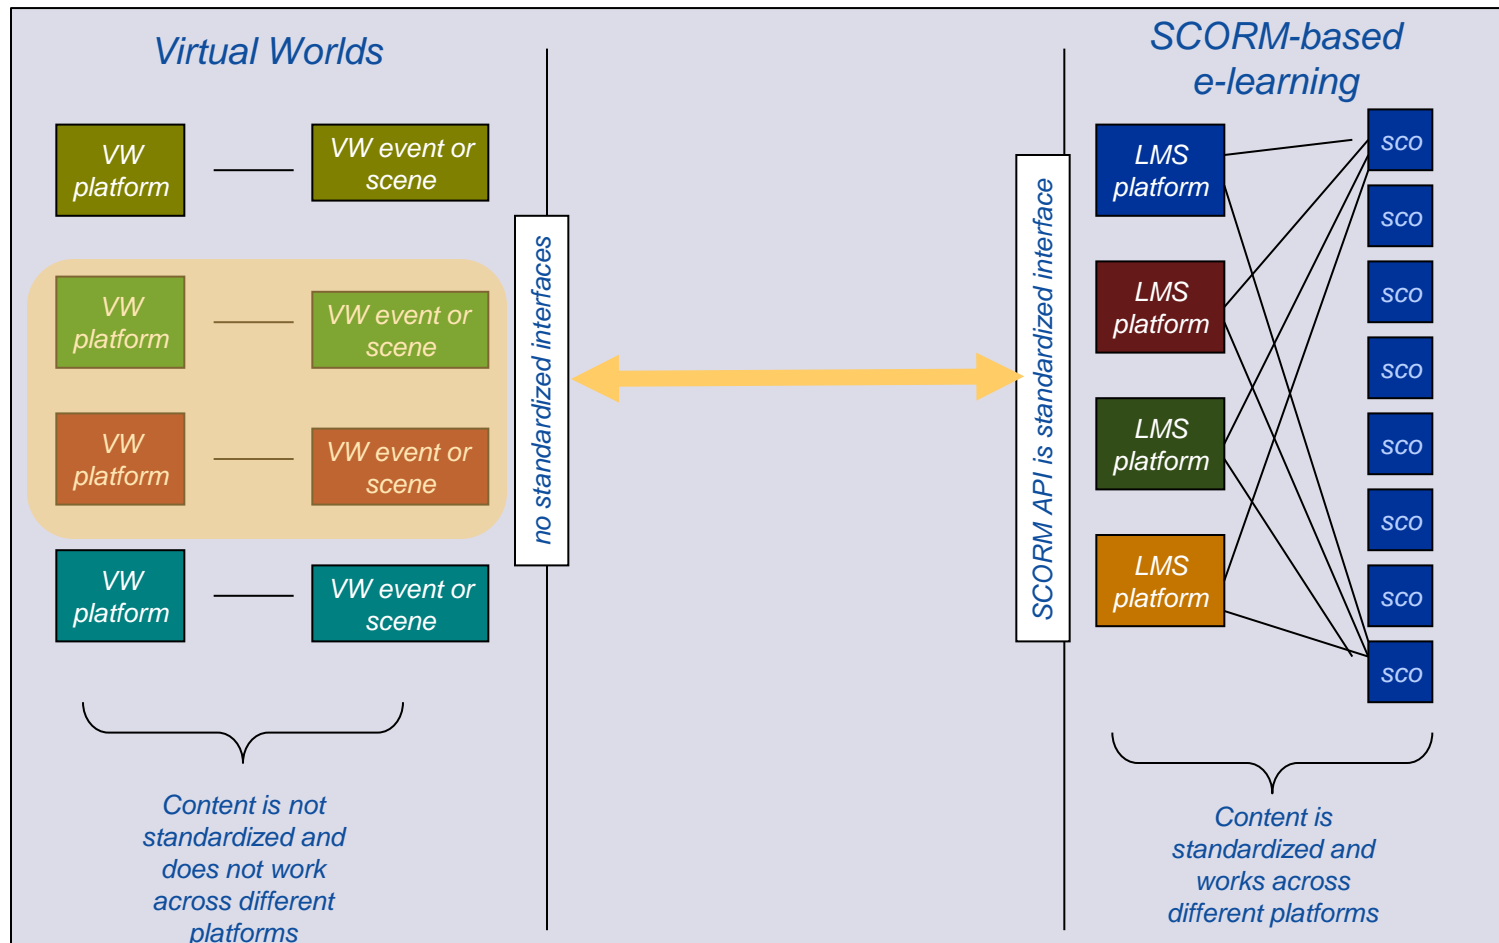 Virtual Worlds
VW
platform
VW event or
scene
VW
platform
VW event or
scene
VW
platform
VW event or
scene
VW
platform
VW event or
scene
Content is not
standardized and
does not work
across different
platforms
no standardized interfaces
SCORM API is standardized interface
SCORM-based
e-learning
LMS
platform
LMS
platform
LMS
platform
LMS
platform
sco
sco
sco
sco
sco
sco
sco
sco
Content is
standardized and
works across
different platforms